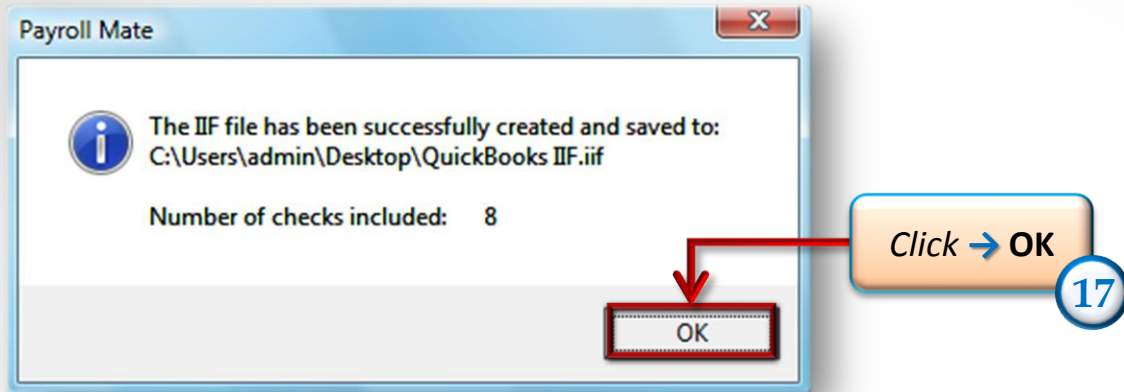 Payroll Mate
The IIF file has been successfully created and saved to:
C:\Users\admin\Desktop\QuickBooks IIF.iif
Number of checks included: 8
OK
Click → OK
17